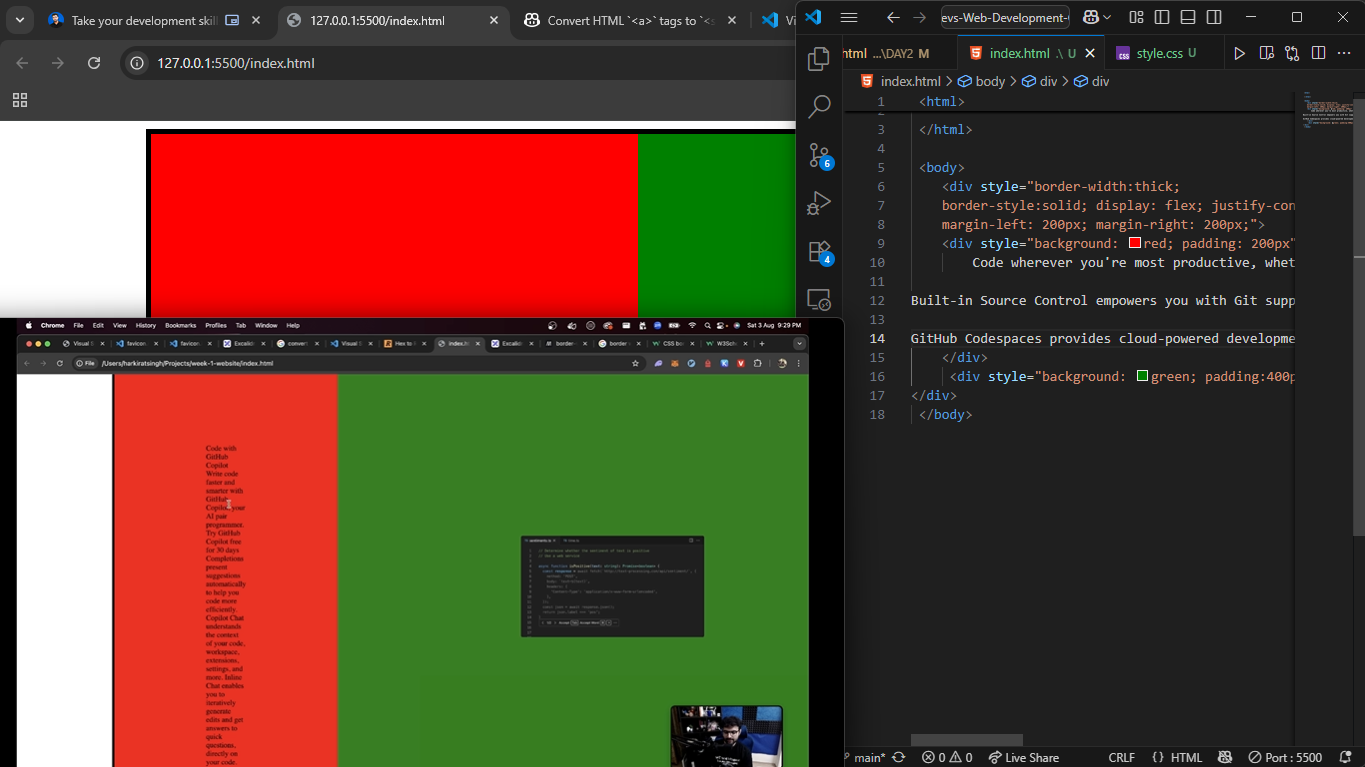 Take your development skill
127.0.0.1:5500/index.html
Convert HTML `<a>` tags to `<s
Vi
127.0.0.1:5500/index.html
evs-Web-Development-
html ...\DAY2 M
index.html .\ U
style.css U
index.html > body > div > div
1 <html>
2
3 </html>
4
5 <body>
6 <div style="border-width:thick;
7 border-style:solid; display: flex; justify-con
8 margin-left: 200px; margin-right: 200px;">
9 <div style="background: red; padding: 200px"
10 Code wherever you're most productive, whet
11
12 Built-in Source Control empowers you with Git supp
13
14 GitHub Codespaces provides cloud-powered developme
15 </div>
16 <div style="background: green; padding:400p
17 </div>
18 </body>
6
4
Chrome File Edit View History Bookmarks Profiles Tab Window Help
Sat 3 Aug 9:29 PM
Visual S
favicon.
favicon.
Excalid
convert
Visual S
Hex to R
index.ht
Excalid
border-
border
CSS bo
W3Sch
File /Users/harkiratsingh/Projects/week-1-website/index.html
Code with
GitHub
Copilot
Write code
faster and
smarter with
GitHub
Copilot, your
AI pair
programmer.
Try GitHub
Copilot free
for 30 days
Completions
present
suggestions
automatically
to help you
code more
efficiently.
Copilot Chat
understands
the context
of your code,
workspace,
extensions,
settings, and
more. Inline
Chat enables
you to
iteratively
generate
edits and get
answers to
quick
questions,
directly on
your code.
main*
0 0
Live Share
CRLF
{ } HTML
Port : 5500